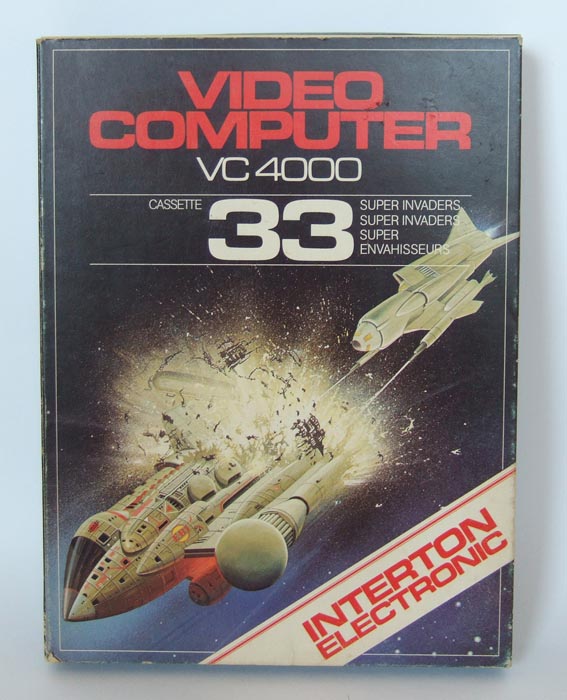 VIDEO
COMPUTER
VC 4000
CASSETTE
33
SUPER INVADERS
SUPER INVADERS
SUPER
ENVAHISSEURS
INTERTON
ELECTRONIC